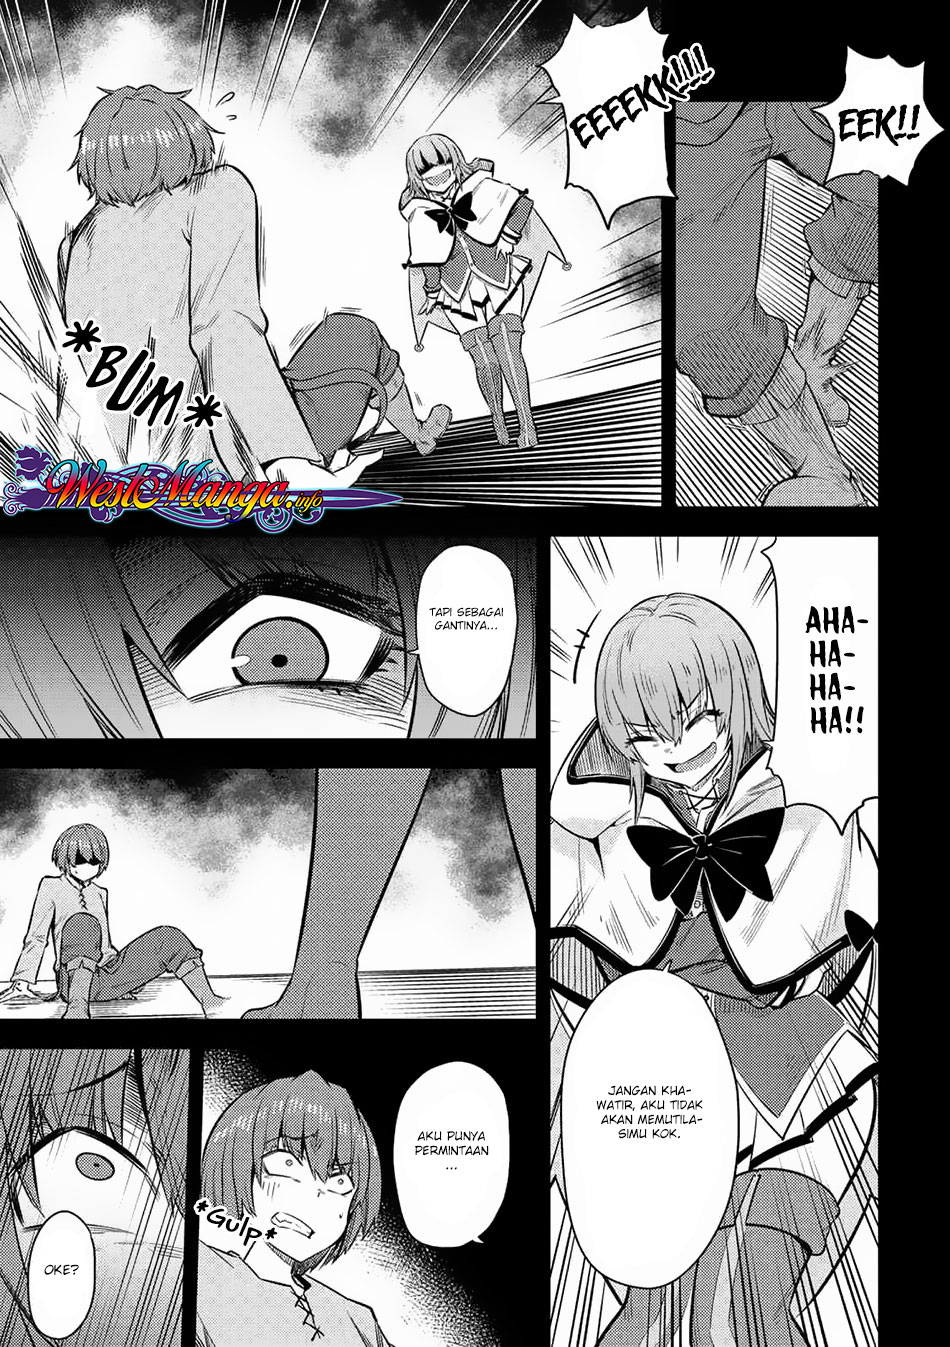 EEK!!
EEEEKK!!!
*BUM*
WestManga.info
AHA-
HA-
HA-
HA!!
JANGAN KHA-
WATIR, AKU TIDAK
AKAN MEMUTILA-
SIMU KOK.
TAPI SEBAGAI
GANTINYA...
AKU PUNYA
PERMINTAAN
...
*GULP*
OKE?